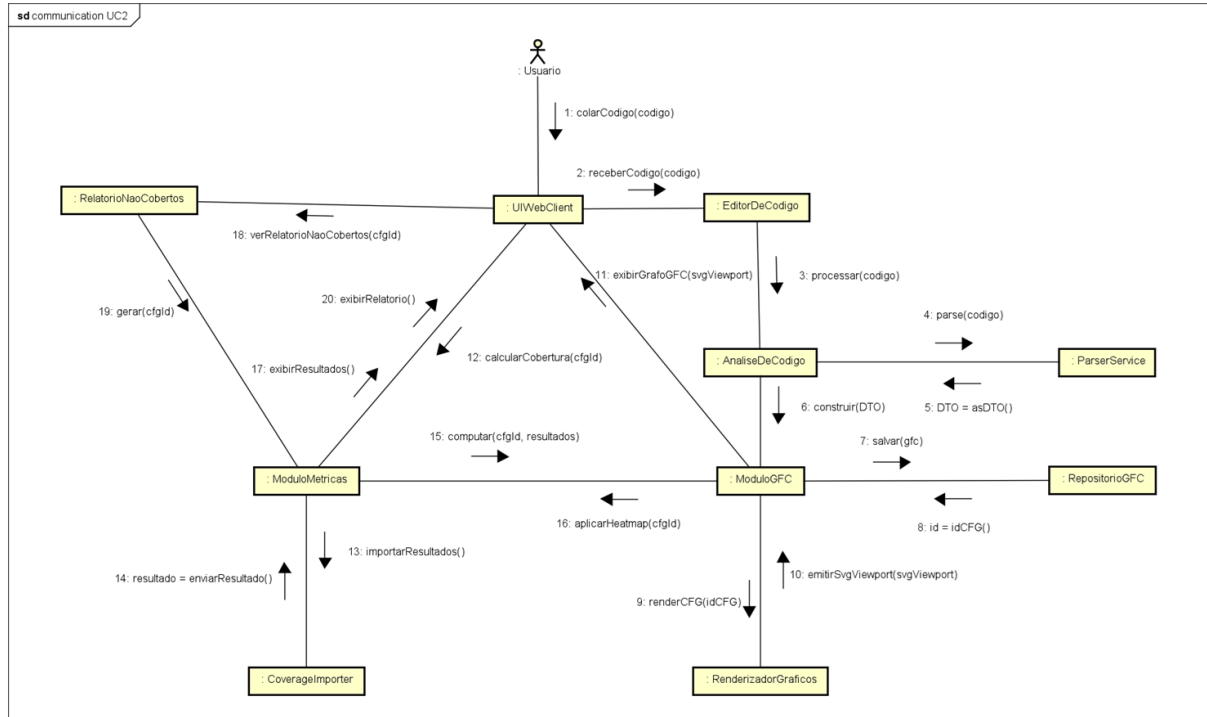 sd communication UC2
: Usuario
1: colarCodigo(codigo)
2: receberCodigo(codigo)
: RelatorioNaoCobertos
: UIWebClient
: EditorDeCodigo
18: verRelatorioNaoCobertos(cfgId)
11: exibirGrafoGFC(svgViewport)
3: processar(codigo)
20: exibirRelatorio()
19: gerar(cfgId)
4: parse(codigo)
12: calcularCobertura(cfgId)
: AnaliseDeCodigo
: ParserService
17: exibirResultados()
6: construir(DTO)
5: DTO = asDTO()
15: computar(cfgId, resultados)
7: salvar(gfc)
: ModuloMetricas
: ModuloGFC
: RepositorioGFC
16: aplicarHeatmap(cfgId)
8: id = idCFG()
13: importarResultados()
14: resultado = enviarResultado()
10: emitirSvgViewport(svgViewport)
9: renderCFG(idCFG)
: CoverageImporter
: RenderizadorGraficos